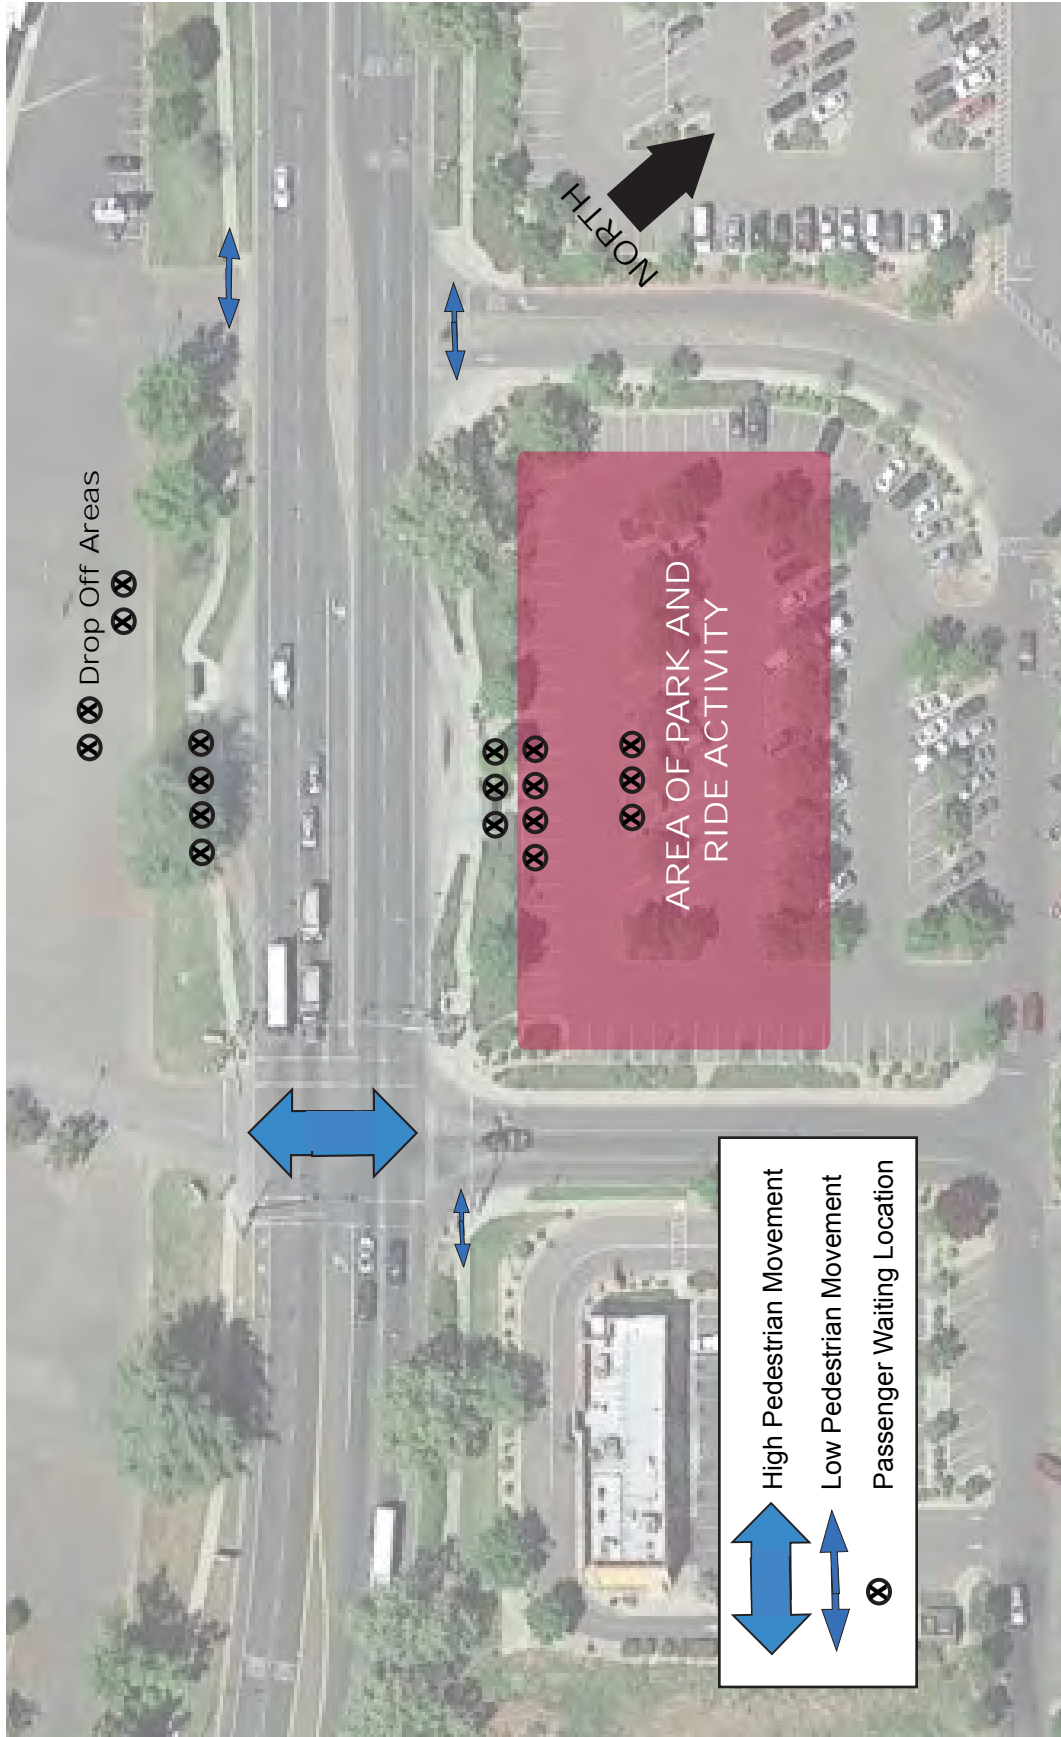 Drop Off Areas
NORTH
AREA OF PARK AND
RIDE ACTIVITY
High Pedestrian Movement
Low Pedestrian Movement
Passenger Waiting Location